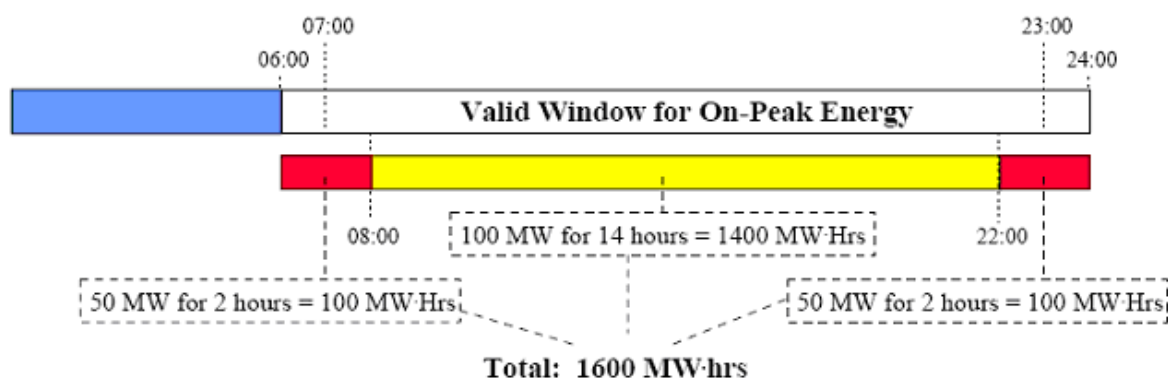 07:00
23:00
06:00
24:00
Valid Window for On-Peak Energy
08:00
100 MW for 14 hours = 1400 MW·Hrs
22:00
50 MW for 2 hours = 100 MW·Hrs
50 MW for 2 hours = 100 MW·Hrs
Total: 1600 MW·hrs